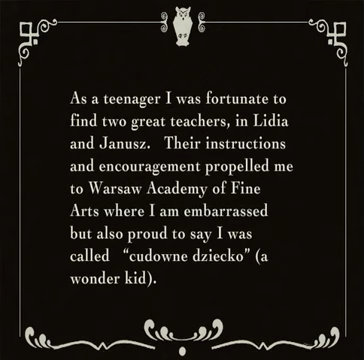 As a teenager I was fortunate to
find two great teachers, in Lidia
and Janusz. Their instructions
and encouragement propelled me
to Warsaw Academy of Fine
Arts where I am embarrassed
but also proud to say I was
called “cudowne dziecko” (a
wonder kid).